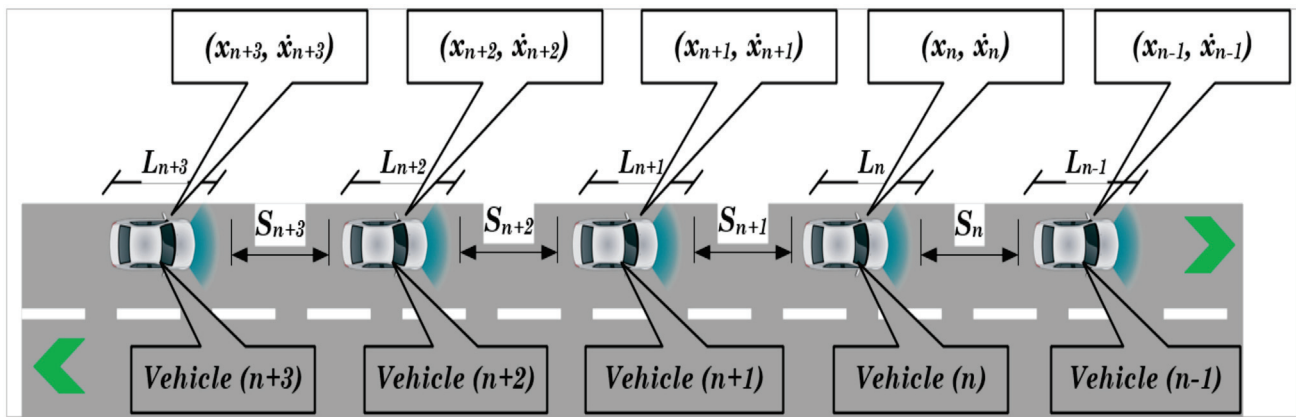 (xₙ₊₃, ẋₙ₊₃)
(xₙ₊₂, ẋₙ₊₂)
(xₙ₊₁, ẋₙ₊₁)
(xₙ, ẋₙ)
(xₙ₋₁, ẋₙ₋₁)
Lₙ₊₃
Lₙ₊₂
Lₙ₊₁
Lₙ
Lₙ₋₁
Sₙ₊₃
Sₙ₊₂
Sₙ₊₁
Sₙ
Vehicle (n+3)
Vehicle (n+2)
Vehicle (n+1)
Vehicle (n)
Vehicle (n-1)